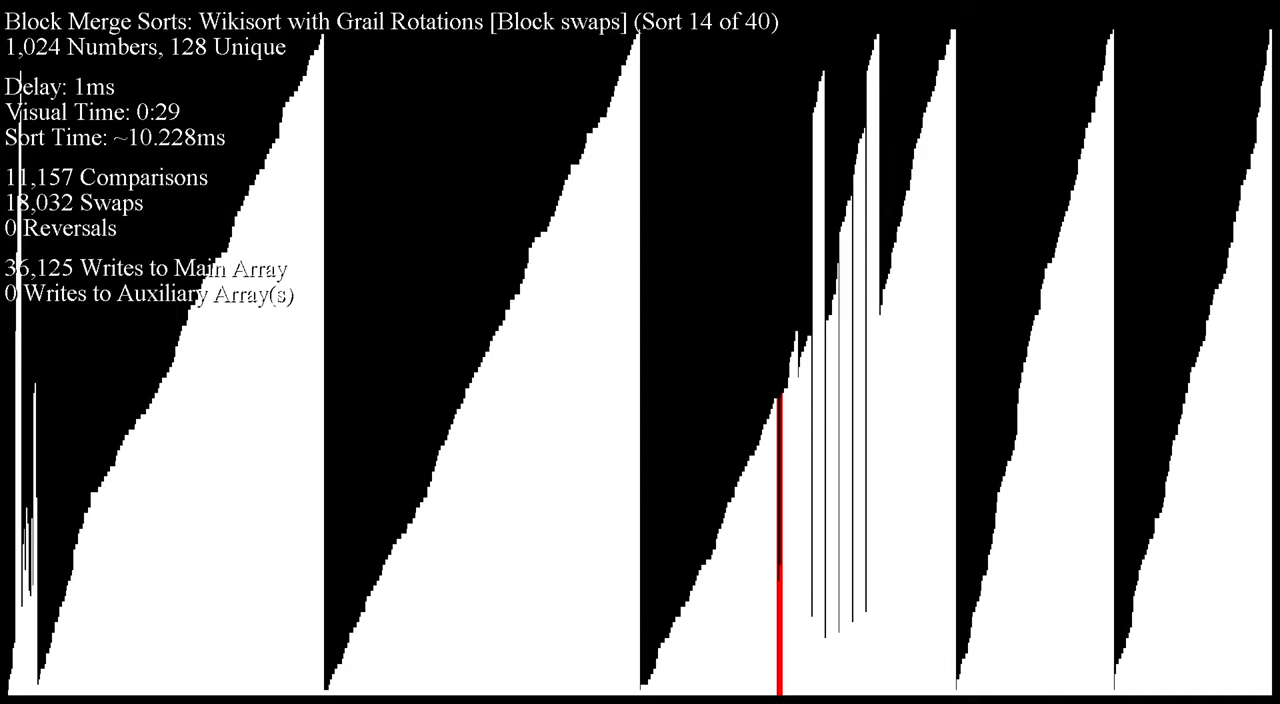 Block Merge Sorts: Wikisort with Grail Rotations [Block swaps] (Sort 14 of 40)
1,024 Numbers, 128 Unique
Delay: 1ms
Visual Time: 0:29
Sort Time: ~10.228ms
11,157 Comparisons
18,032 Swaps
0 Reversals
36,125 Writes to Main Array
0 Writes to Auxiliary Array(s)